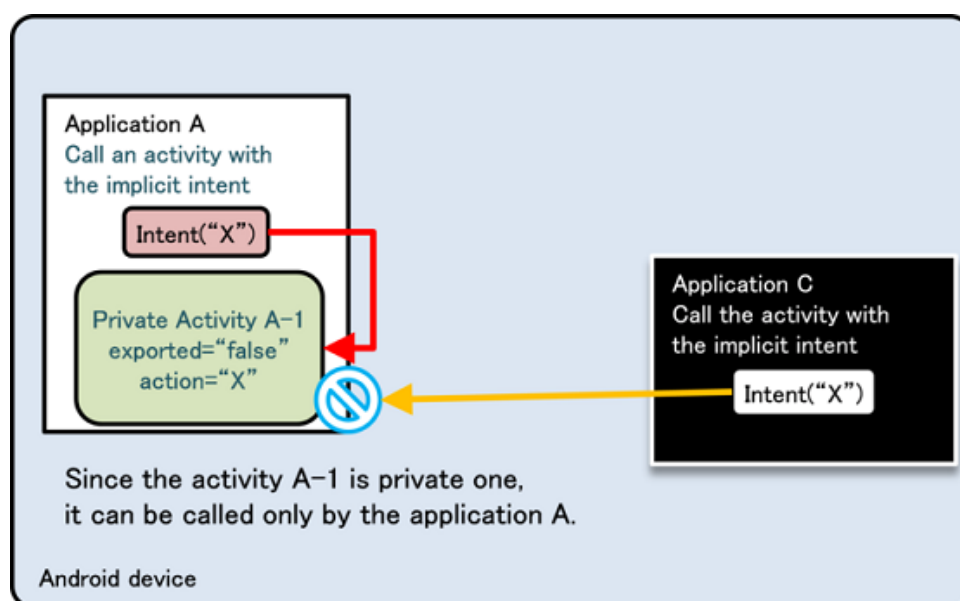 Application A
Call an activity with
the implicit intent
Intent(“X”)
Private Activity A-1
exported=“false”
action=“X”
Application C
Call the activity with
the implicit intent
Intent(“X”)
Since the activity A-1 is private one,
it can be called only by the application A.
Android device